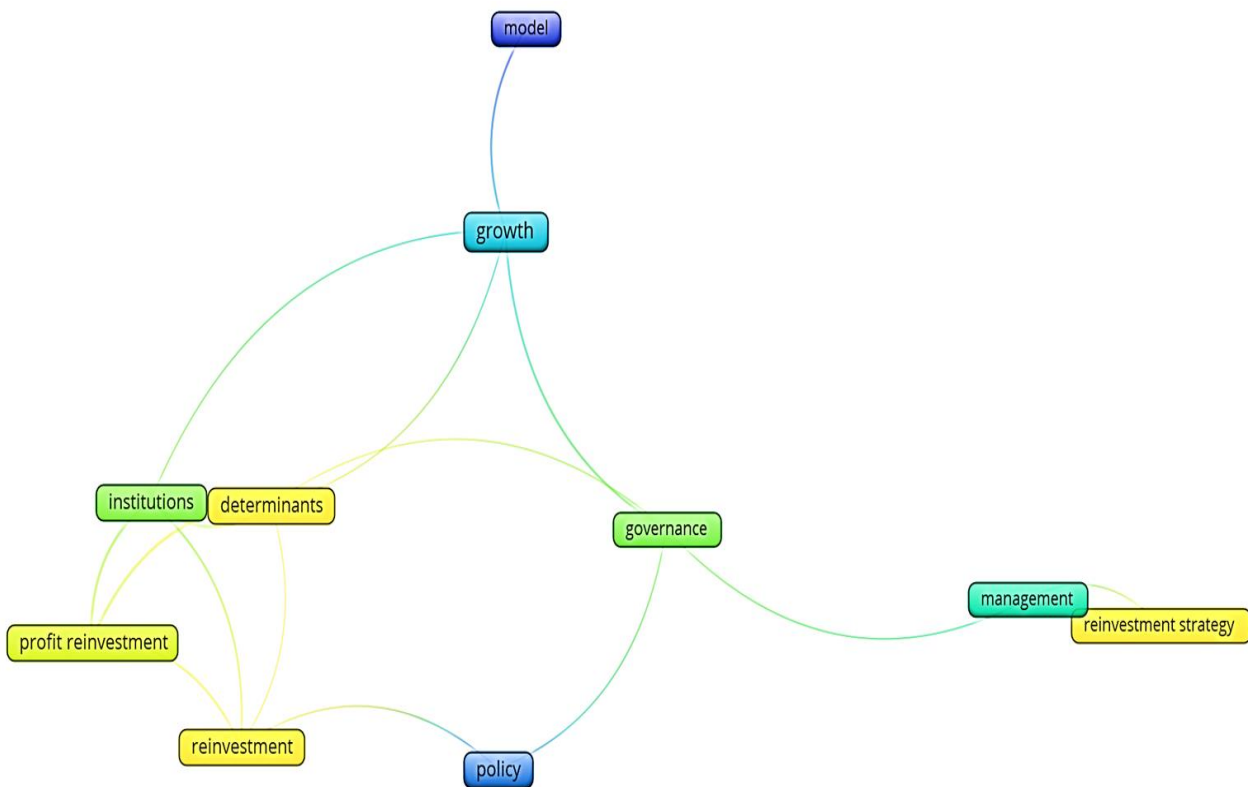 model
growth
institutions
determinants
governance
management
reinvestment strategy
profit reinvestment
reinvestment
policy